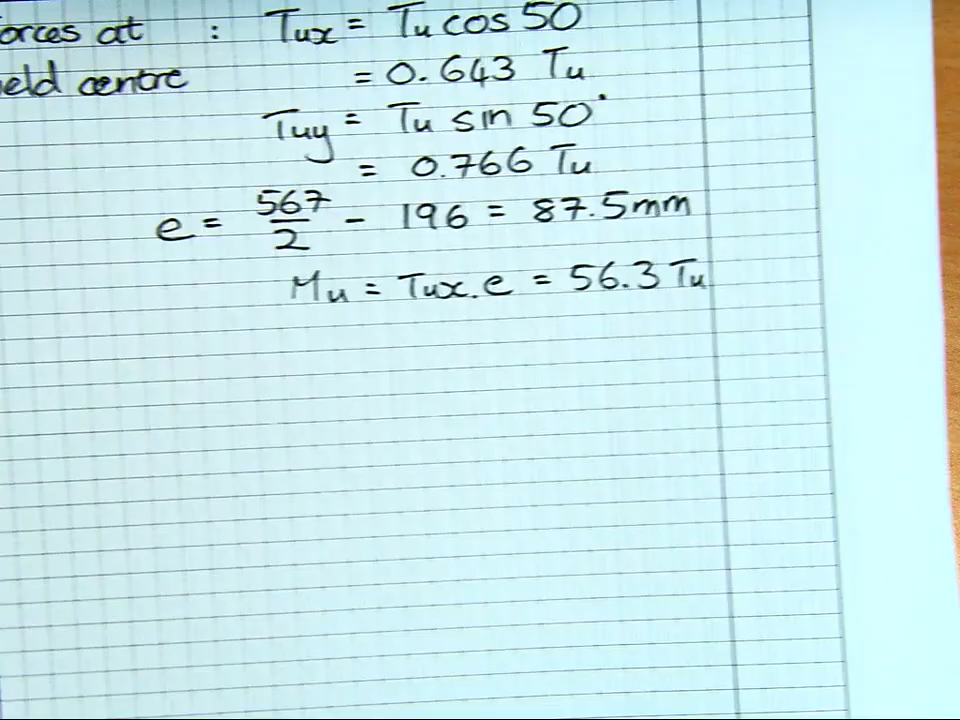 orces at : Tux = Tu cos 50
eld centre = 0.643 Tu
Tuy = Tu sin 50°
= 0.766 Tu
e = 567/2 - 196 = 87.5mm
Mu = Tux.e = 56.3 Tu